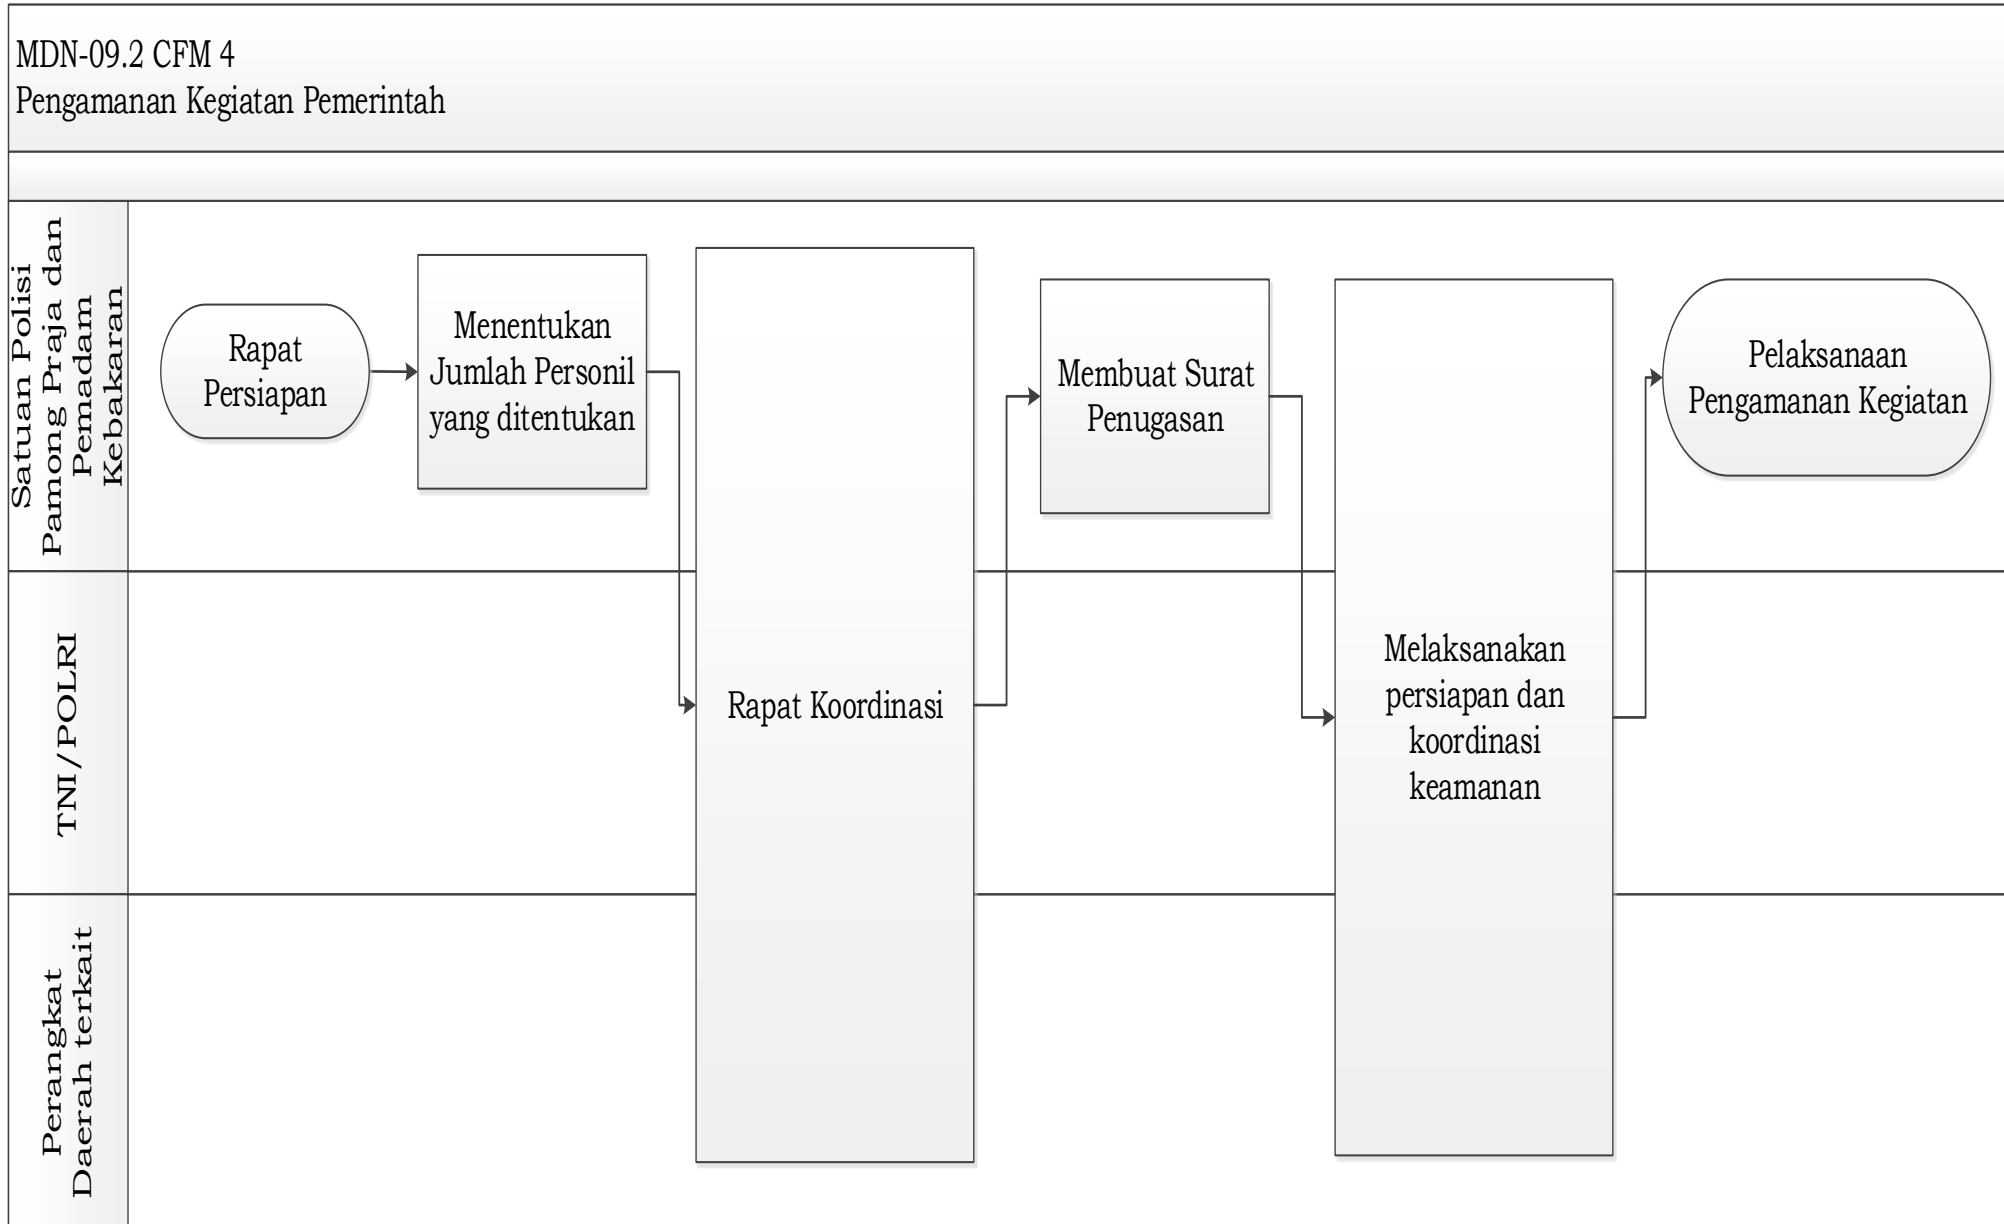 MDN-09.2 CFM 4
Pengamanan Kegiatan Pemerintah
Satuan Polisi
Pamong Praja dan
Pemadam
Kebakaran
Rapat
Persiapan
Menentukan
Jumlah Personil
yang ditentukan
Rapat Koordinasi
Membuat Surat
Penugasan
Melaksanakan
persiapan dan
koordinasi
keamanan
Pelaksanaan
Pengamanan Kegiatan
TNI/POLRI
Perangkat
Daerah terkait